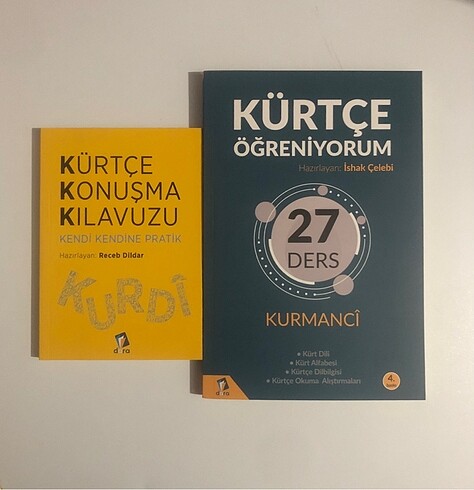 KÜRTÇE
KONUŞMA
KILAVUZU
KENDİ KENDİNE PRATİK
Hazırlayan: Receb Dildar
KURDÎ
dara
KÜRTÇE
ÖĞRENİYORUM
Hazırlayan: İshak Çelebi
27
DERS
KURMANCÎ
• Kürt Dili
• Kürt Alfabesi
• Kürtçe Dilbilgisi
• Kürtçe Okuma Alıştırmaları
dara
4.